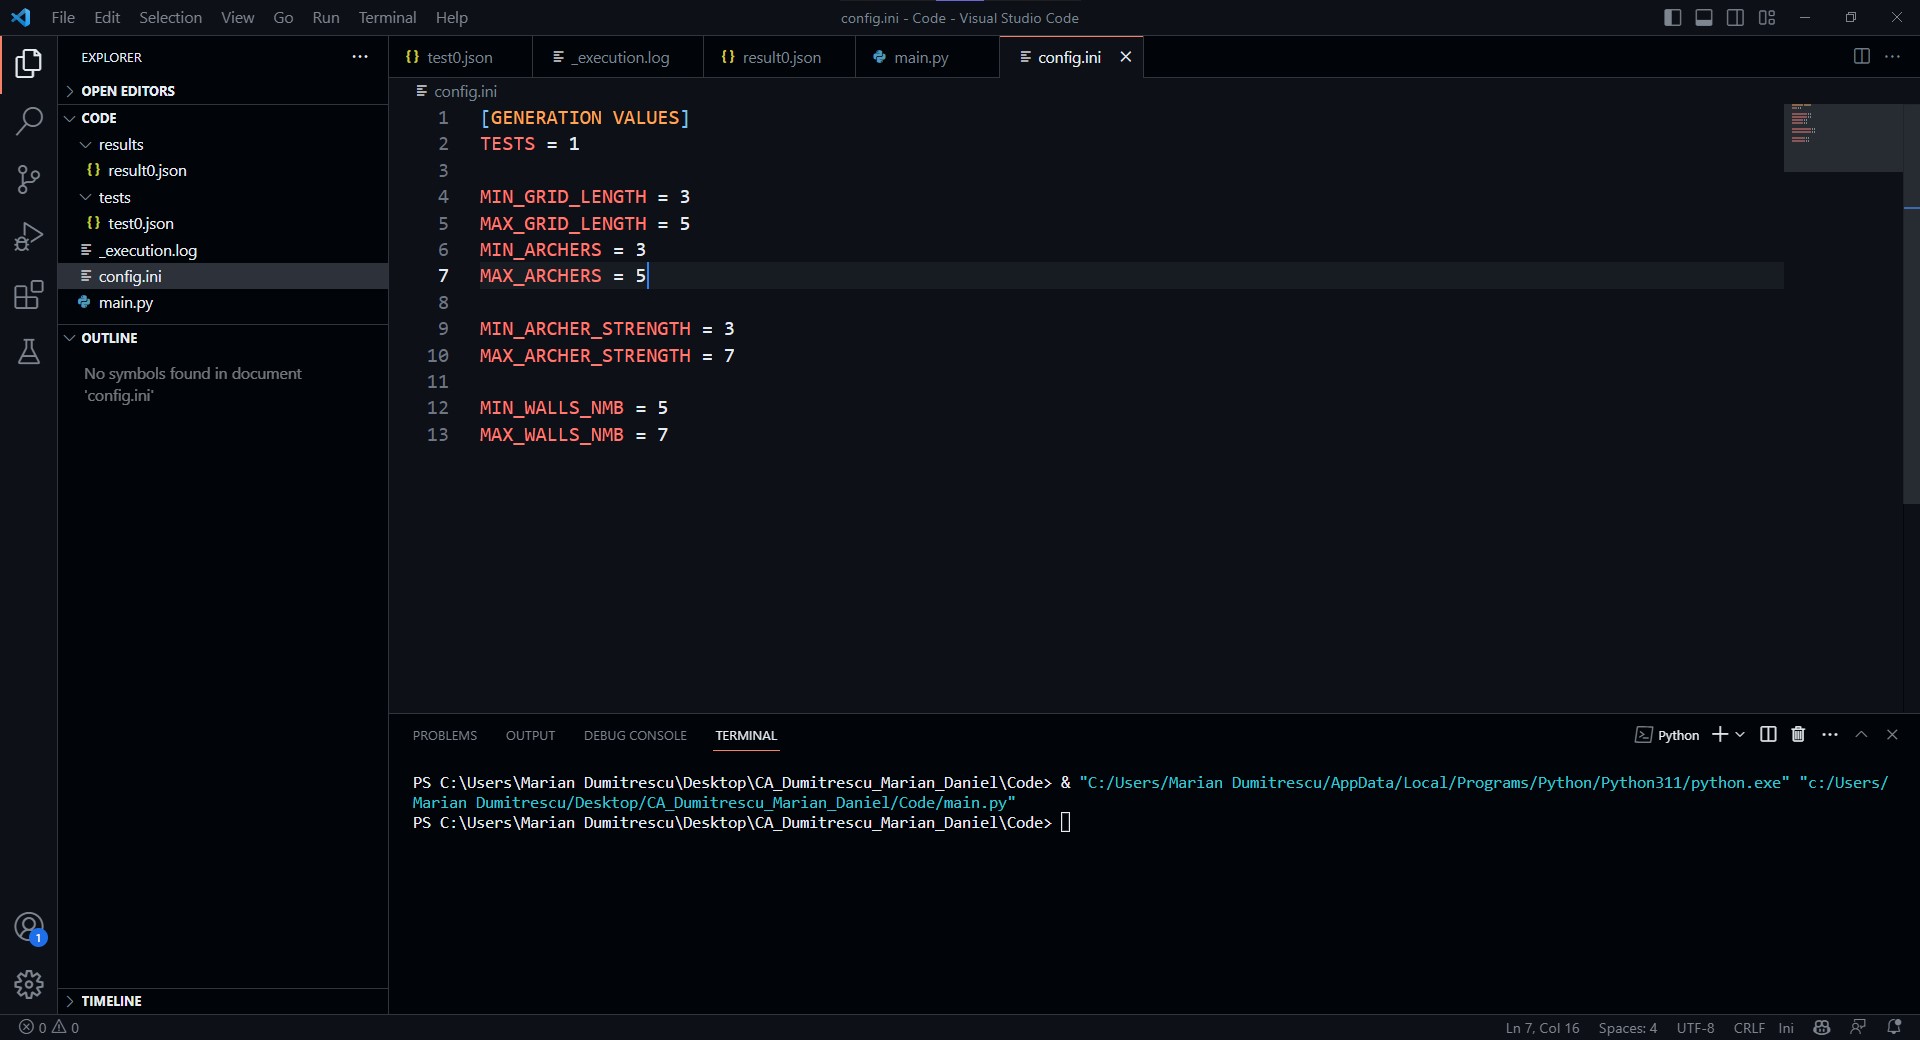 File Edit Selection View Go Run Terminal Help
config.ini - Code - Visual Studio Code
EXPLORER
OPEN EDITORS
CODE
results
result0.json
tests
test0.json
_execution.log
config.ini
main.py
OUTLINE
No symbols found in document
'config.ini'
TIMELINE
1
test0.json
_execution.log
result0.json
main.py
config.ini
config.ini
1 [GENERATION VALUES]
2 TESTS = 1
3
4 MIN_GRID_LENGTH = 3
5 MAX_GRID_LENGTH = 5
6 MIN_ARCHERS = 3
7 MAX_ARCHERS = 5
8
9 MIN_ARCHER_STRENGTH = 3
10 MAX_ARCHER_STRENGTH = 7
11
12 MIN_WALLS_NMB = 5
13 MAX_WALLS_NMB = 7
PROBLEMS OUTPUT DEBUG CONSOLE TERMINAL
Python
PS C:\Users\Marian Dumitrescu\Desktop\CA_Dumitrescu_Marian_Daniel\Code> & "C:/Users/Marian Dumitrescu/AppData/Local/Programs/Python/Python311/python.exe" "c:/Users/
Marian Dumitrescu/Desktop/CA_Dumitrescu_Marian_Daniel/Code/main.py"
PS C:\Users\Marian Dumitrescu\Desktop\CA_Dumitrescu_Marian_Daniel\Code>
0 0
Ln 7, Col 16 Spaces: 4 UTF-8 CRLF Ini